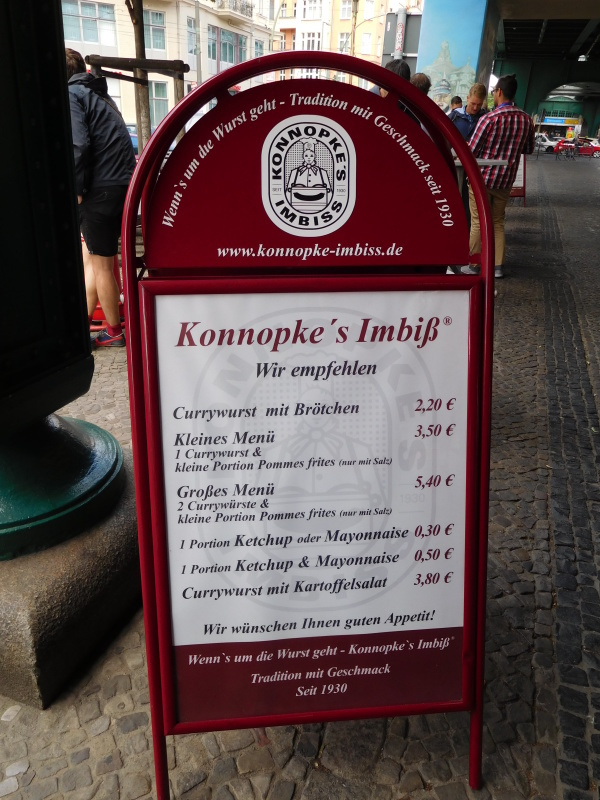 Wenn`s um die Wurst geht - Tradition mit Geschmack seit 1930
KONNOPKE'S
SEIT 1930
IMBISS
www.konnopke-imbiss.de
Konnopke´s Imbiß®
Wir empfehlen
Currywurst mit Brötchen 2,20 €
Kleines Menü 3,50 €
1 Currywurst &
kleine Portion Pommes frites (nur mit Salz)
Großes Menü 5,40 €
2 Currywürste &
kleine Portion Pommes frites (nur mit Salz)
1 Portion Ketchup oder Mayonnaise 0,30 €
1 Portion Ketchup & Mayonnaise 0,50 €
Currywurst mit Kartoffelsalat 3,80 €
Wir wünschen Ihnen guten Appetit!
Wenn`s um die Wurst geht - Konnopke`s Imbiß®
Tradition mit Geschmack
Seit 1930